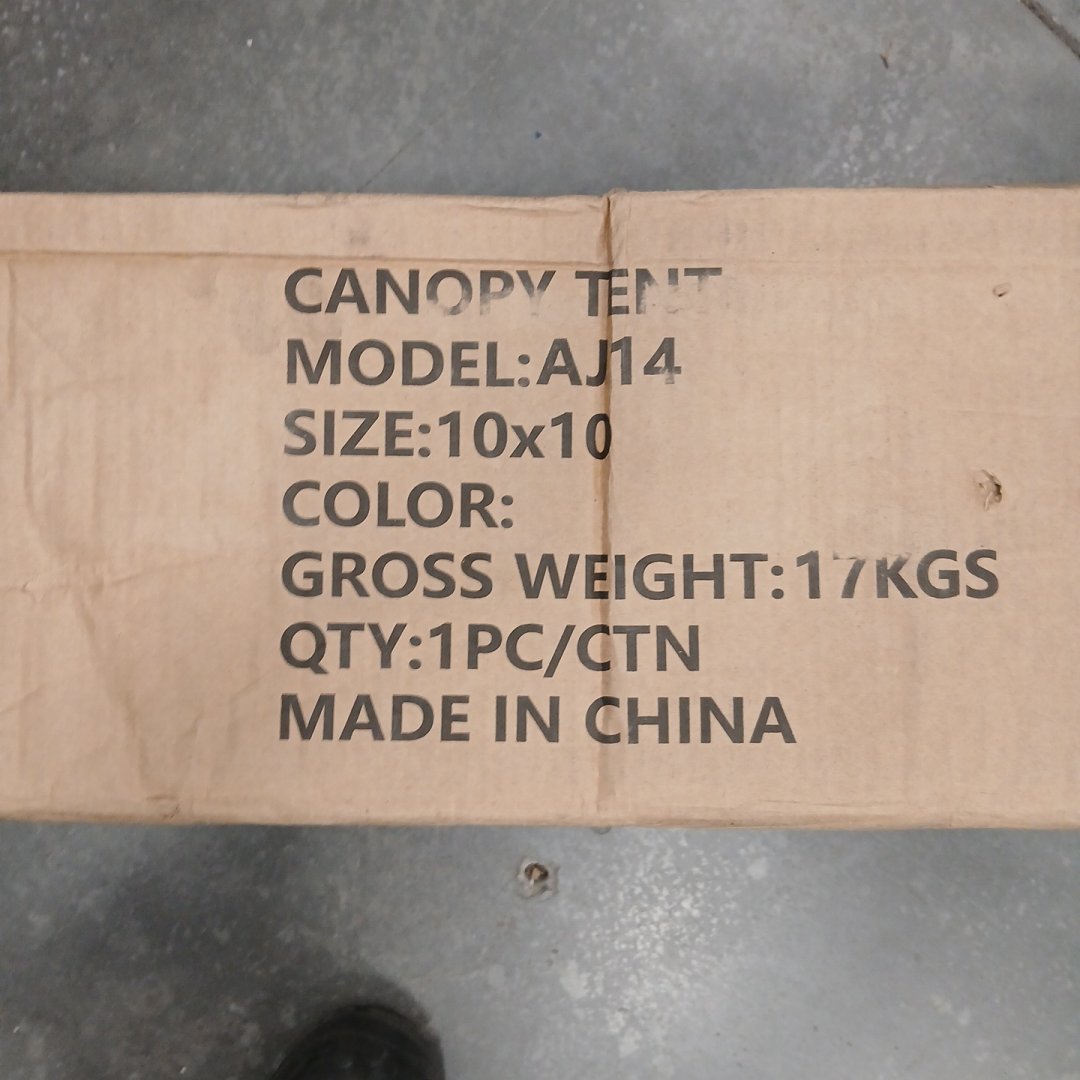 CANOPY TENT
MODEL:AJ14
SIZE:10x10
COLOR:
GROSS WEIGHT:17KGS
QTY:1PC/CTN
MADE IN CHINA